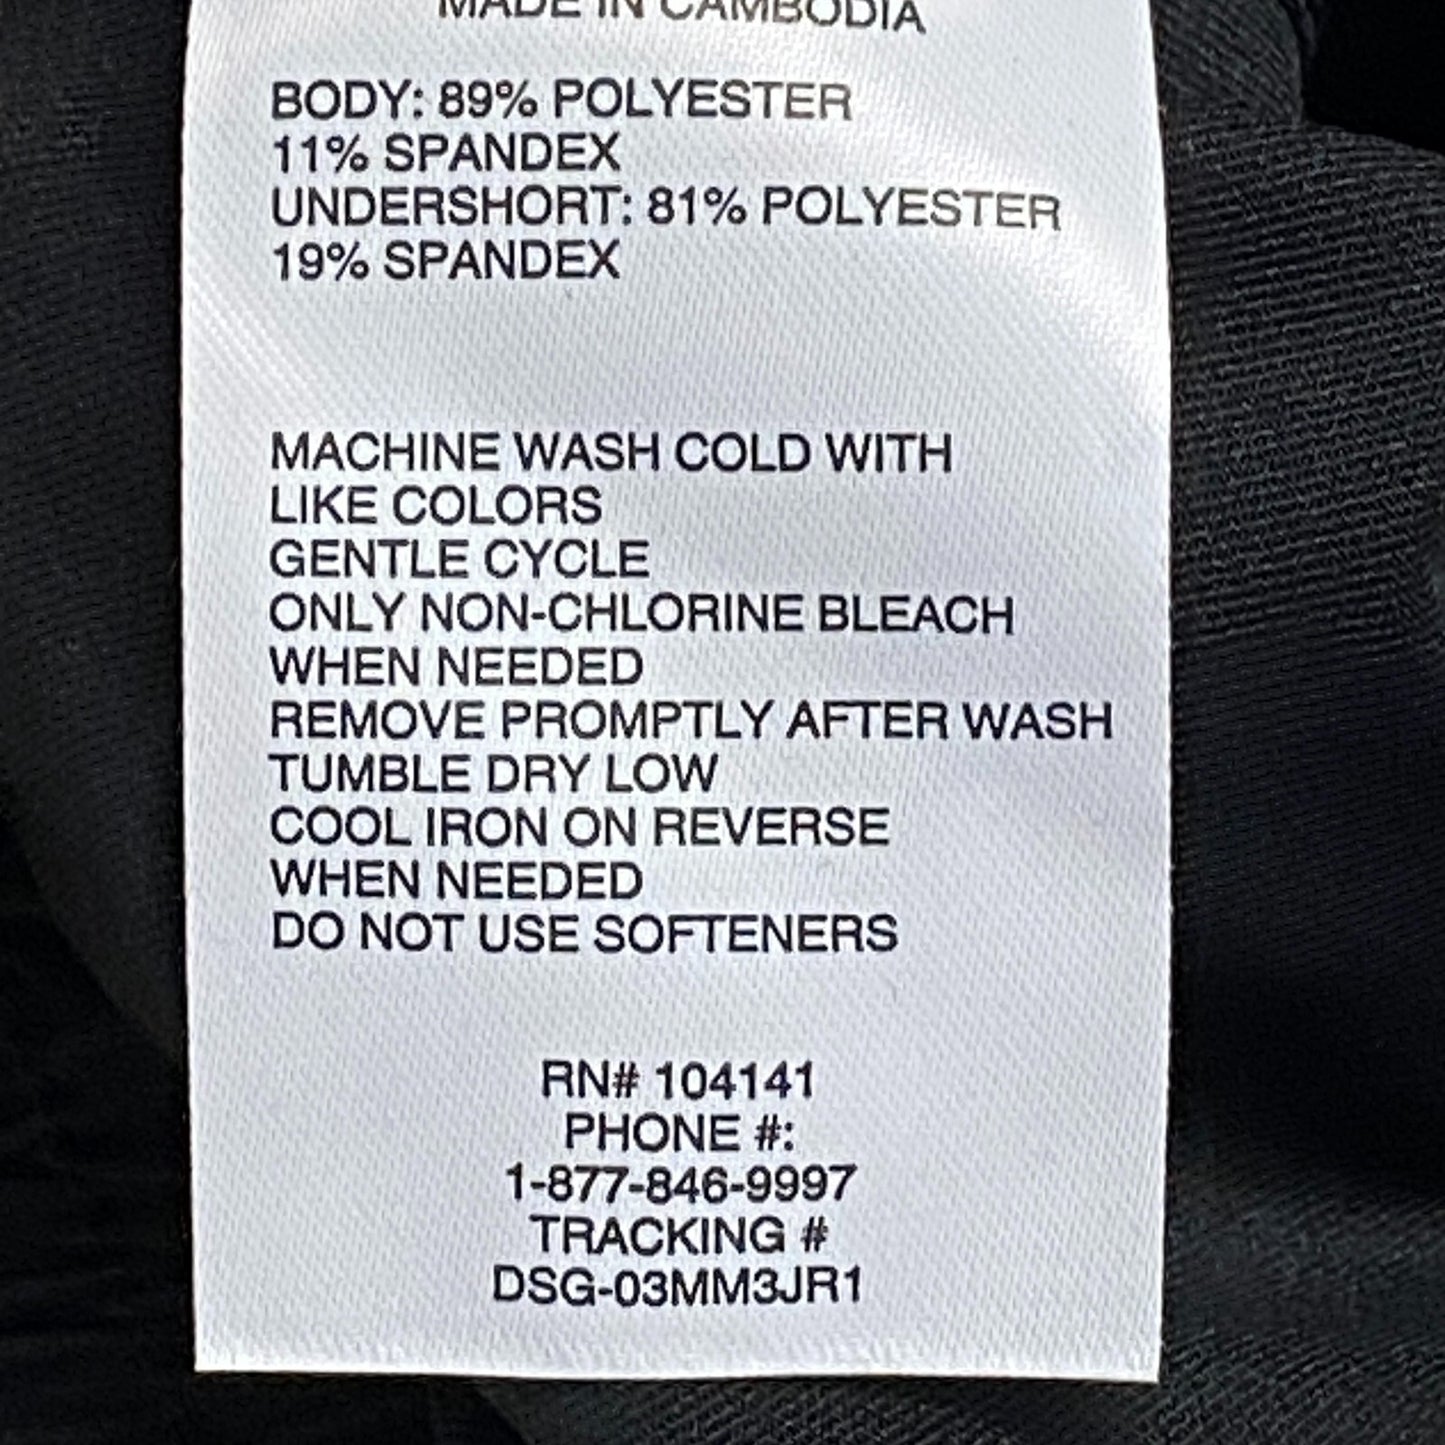 MADE IN CAMBODIA
BODY: 89% POLYESTER
11% SPANDEX
UNDERSHORT: 81% POLYESTER
19% SPANDEX
MACHINE WASH COLD WITH
LIKE COLORS
GENTLE CYCLE
ONLY NON-CHLORINE BLEACH
WHEN NEEDED
REMOVE PROMPTLY AFTER WASH
TUMBLE DRY LOW
COOL IRON ON REVERSE
WHEN NEEDED
DO NOT USE SOFTENERS
RN# 104141
PHONE #:
1-877-846-9997
TRACKING #
DSG-03MM3JR1